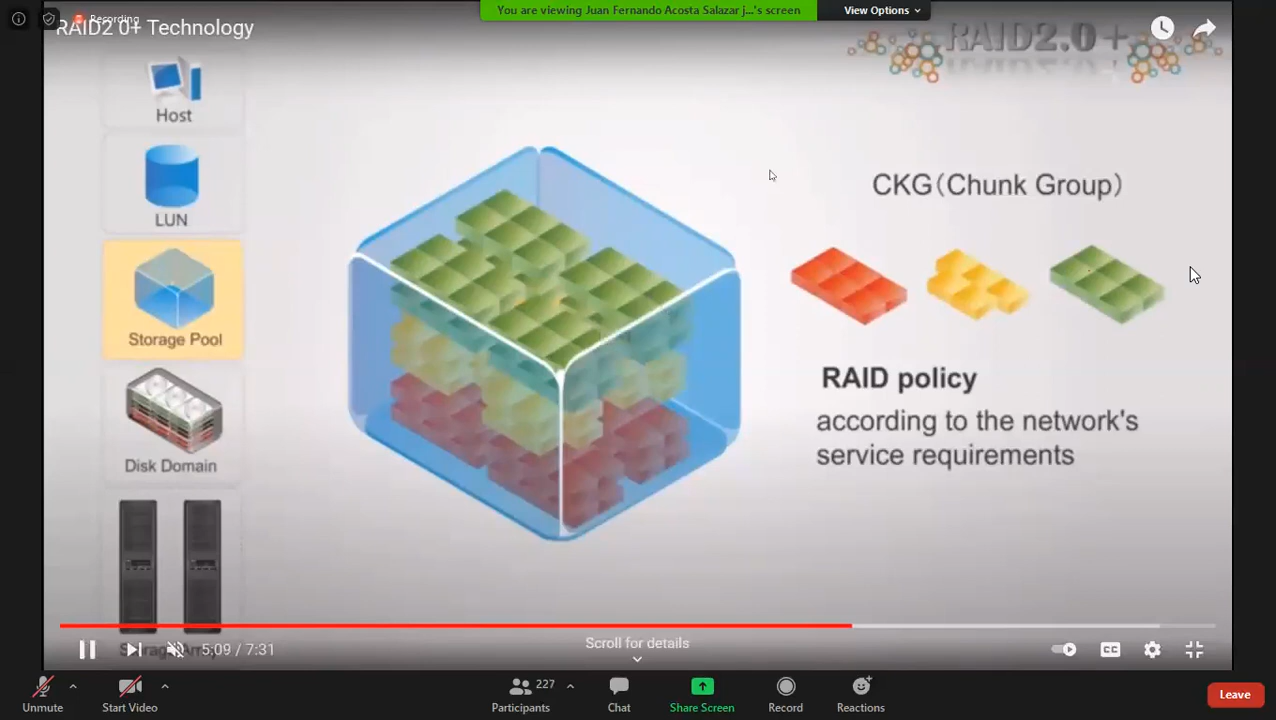 Recording
You are viewing Juan Fernando Acosta Salazar j...'s screen
View Options
RAID2 0+ Technology
RAID2.0+
Host
LUN
Storage Pool
Disk Domain
CKG(Chunk Group)
RAID policy
according to the network's
service requirements
5:09 / 7:31
Scroll for details
CC
Unmute
Start Video
Participants
227
Chat
Share Screen
Record
Reactions
Leave